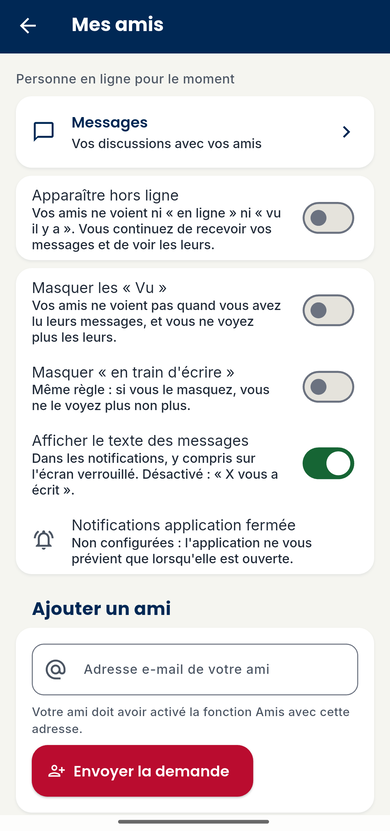 Mes amis
Personne en ligne pour le moment
Messages
Vos discussions avec vos amis
Apparaître hors ligne
Vos amis ne voient ni « en ligne » ni « vu
il y a ». Vous continuez de recevoir vos
messages et de voir les leurs.
Masquer les « Vu »
Vos amis ne voient pas quand vous avez
lu leurs messages, et vous ne voyez
plus les leurs.
Masquer « en train d'écrire »
Même règle : si vous le masquez, vous
ne le voyez plus non plus.
Afficher le texte des messages
Dans les notifications, y compris sur
l'écran verrouillé. Désactivé : « X vous a
écrit ».
Notifications application fermée
Non configurées : l'application ne vous
prévient que lorsqu'elle est ouverte.
Ajouter un ami
Adresse e-mail de votre ami
Votre ami doit avoir activé la fonction Amis avec cette
adresse.
Envoyer la demande